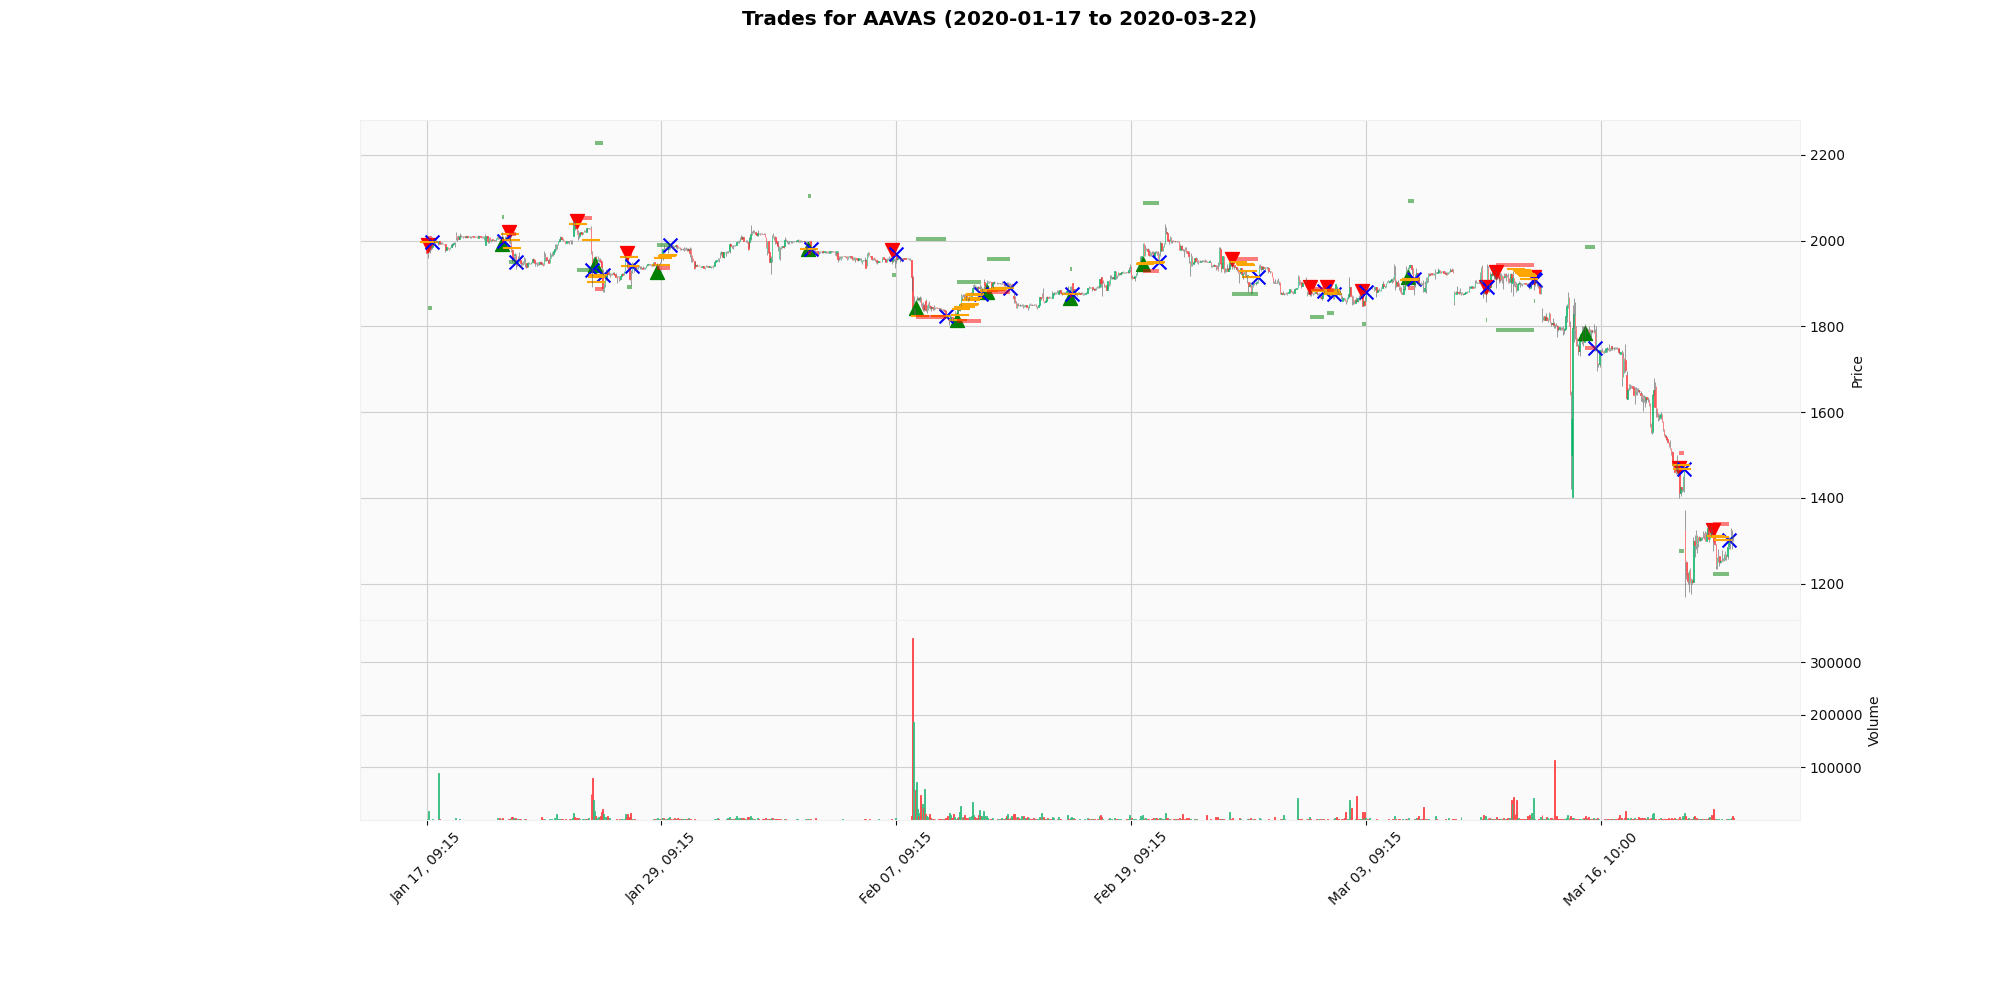 Trades for AAVAS (2020-01-17 to 2020-03-22)
2200
2000
1800
1600
1400
1200
Price
300000
200000
100000
Volume
Jan 17, 09:15
Jan 29, 09:15
Feb 07, 09:15
Feb 19, 09:15
Mar 03, 09:15
Mar 16, 10:00